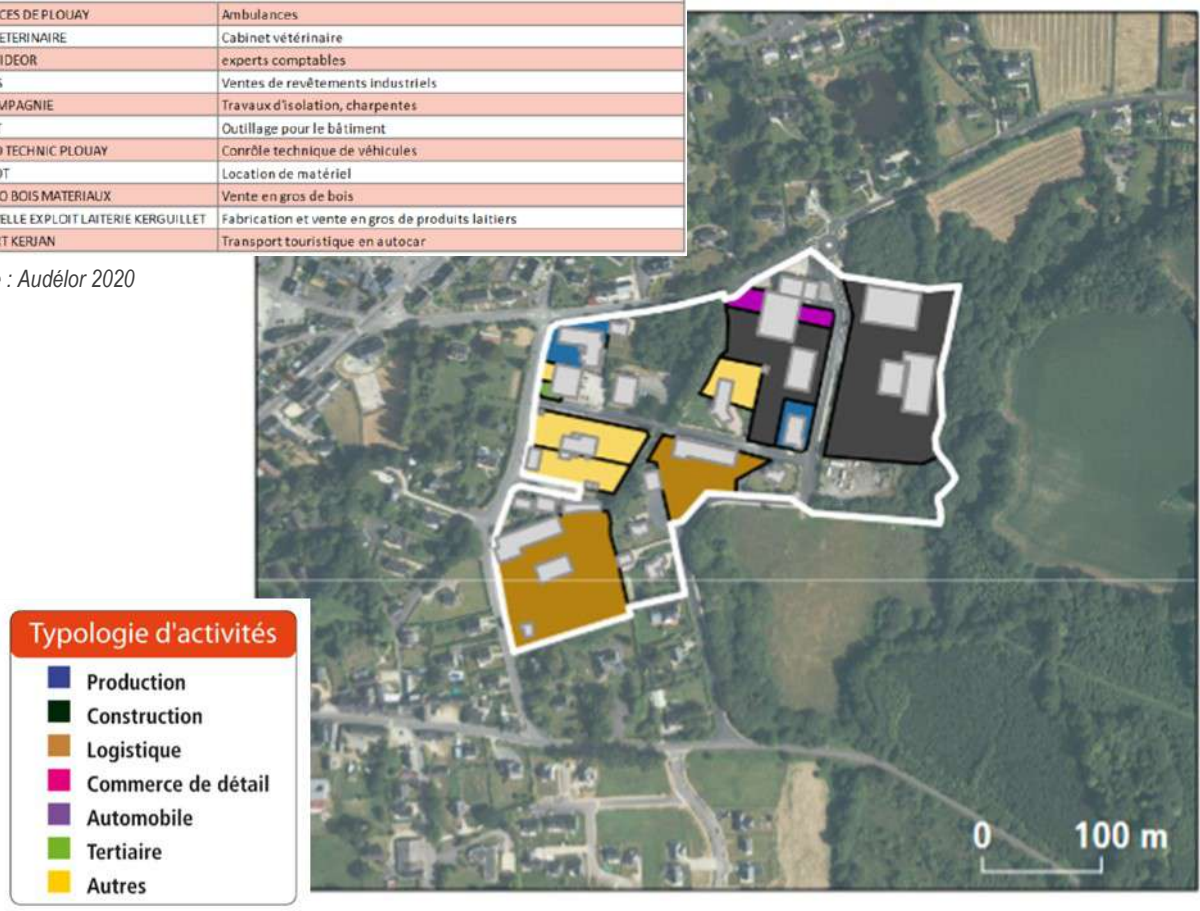 CES DE PLOUAY Ambulances
ETERINAIRE Cabinet vétérinaire
IDEOR experts comptables
S Ventes de revêtements industriels
MPAGNIE Travaux d'isolation, charpentes
T Outillage pour le bâtiment
O TECHNIC PLOUAY Conrôle technique de véhicules
OT Location de matériel
O BOIS MATERIAUX Vente en gros de bois
ELLE EXPLOIT LAITERIE KERGUILLET Fabrication et vente en gros de produits laitiers
T KERJAN Transport touristique en autocar
: Audélor 2020
Typologie d'activités
Production
Construction
Logistique
Commerce de détail
Automobile
Tertiaire
Autres
0 100 m